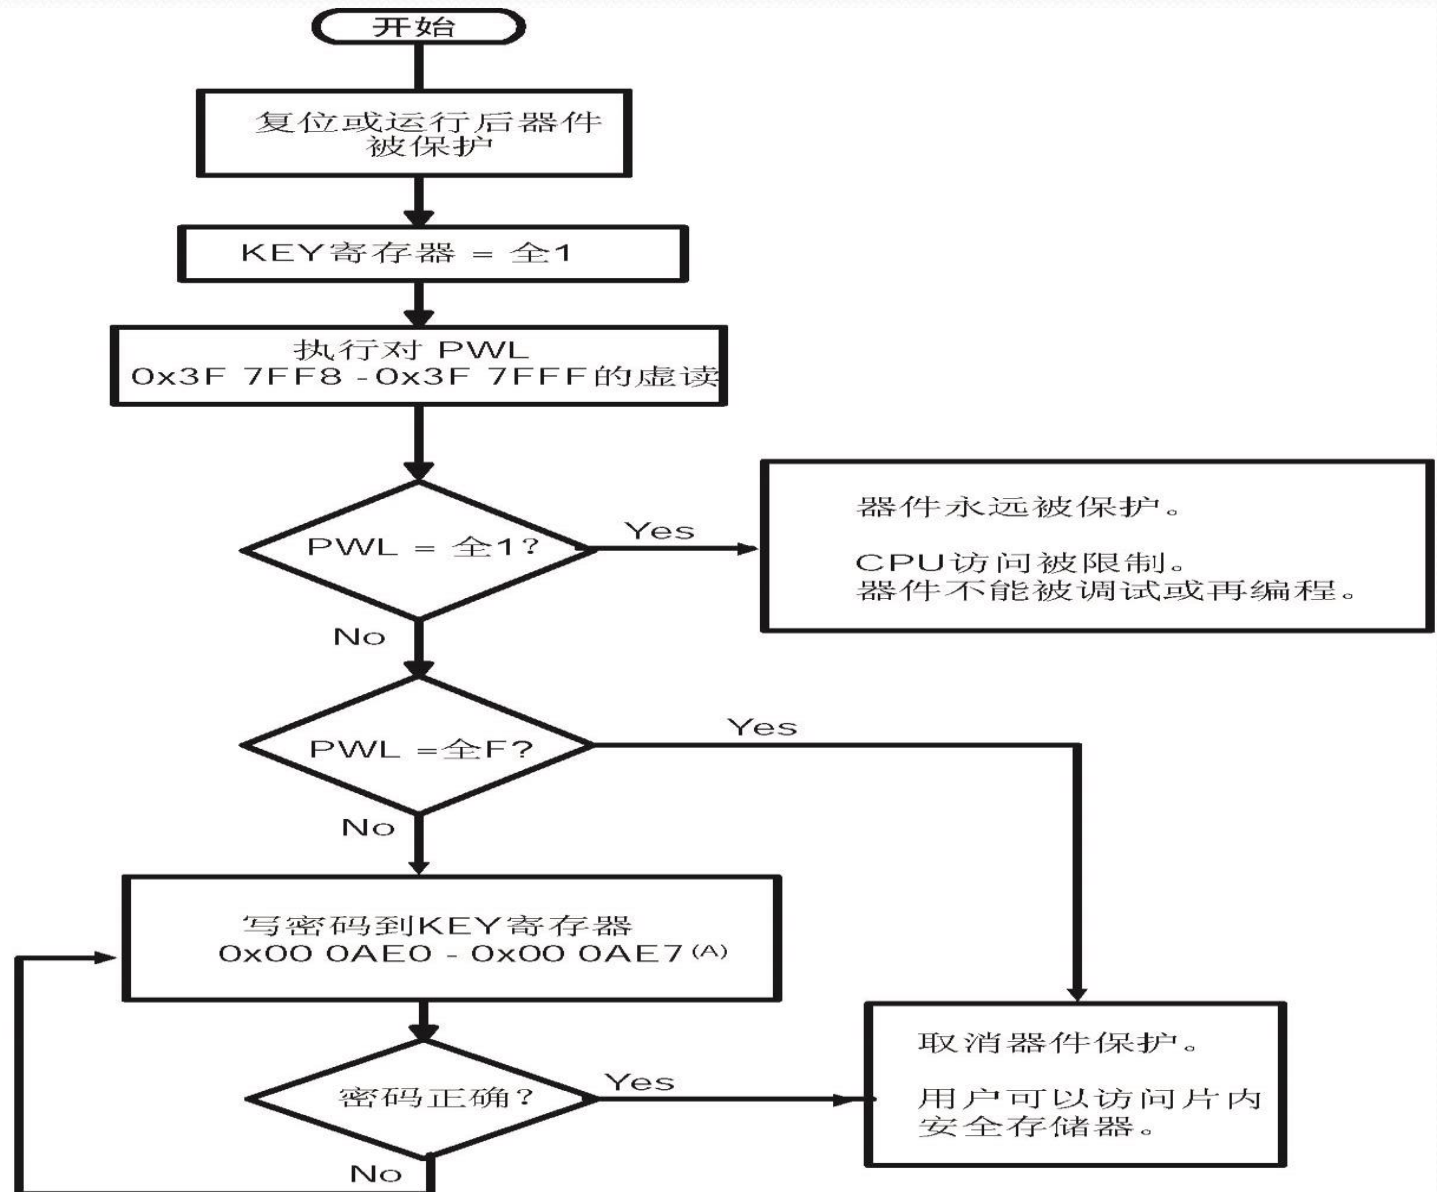 开始
复位或运行后器件
被保护
KEY寄存器 = 全1
执行对 PWL
0x3F 7FF8 - 0x3F 7FFF的虚读
PWL = 全1?
Yes
器件永远被保护。
CPU访问被限制。
器件不能被调试或再编程。
No
PWL =全F?
Yes
No
写密码到KEY寄存器
0x00 0AE0 - 0x00 0AE7 (A)
密码正确?
Yes
取消器件保护。
用户可以访问片内
安全存储器。
No